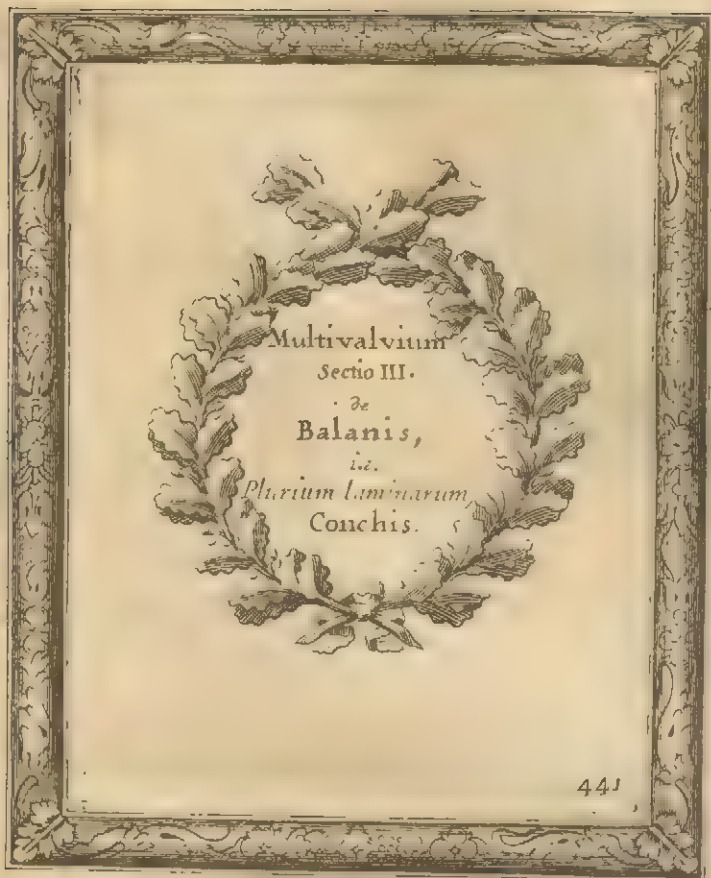 Multivalvium
Sectio III.
de
Balanis,
i.e.
Plurium laminarum
Conchis.
441